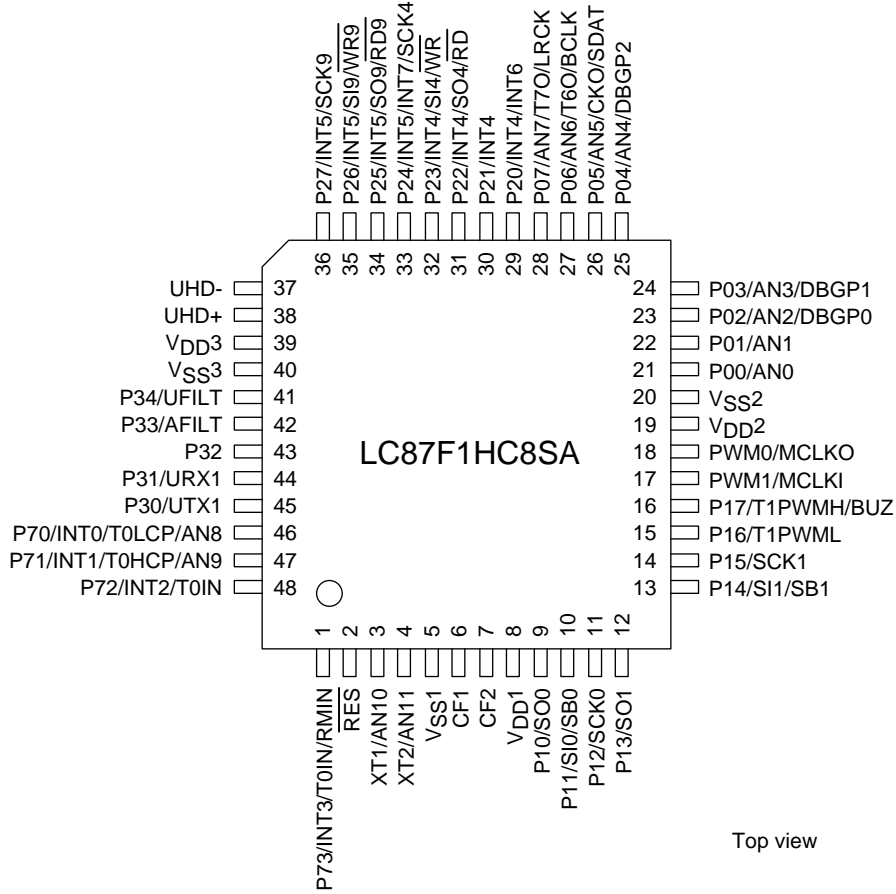 P27/INT5/SCK9
P26/INT5/SI9/WR9
P25/INT5/SO9/RD9
P24/INT5/INT7/SCK4
P23/INT4/SI4/WR
P22/INT4/SO4/RD
P21/INT4
P20/INT4/INT6
P07/AN7/T7O/LRCK
P06/AN6/T6O/BCLK
P05/AN5/CKO/SDAT
P04/AN4/DBGP2
36 35 34 33 32 31 30 29 28 27 26 25
UHD- 37
UHD+ 38
VDD3 39
VSS3 40
P34/UFILT 41
P33/AFILT 42
P32 43
P31/URX1 44
P30/UTX1 45
P70/INT0/T0LCP/AN8 46
P71/INT1/T0HCP/AN9 47
P72/INT2/T0IN 48
LC87F1HC8SA
24 P03/AN3/DBGP1
23 P02/AN2/DBGP0
22 P01/AN1
21 P00/AN0
20 VSS2
19 VDD2
18 PWM0/MCLKO
17 PWM1/MCLKI
16 P17/T1PWMH/BUZ
15 P16/T1PWML
14 P15/SCK1
13 P14/SI1/SB1
1 2 3 4 5 6 7 8 9 10 11 12
P73/INT3/T0IN/RMIN
RES
XT1/AN10
XT2/AN11
VSS1
CF1
CF2
VDD1
P10/SO0
P11/SI0/SB0
P12/SCK0
P13/SO1
Top view